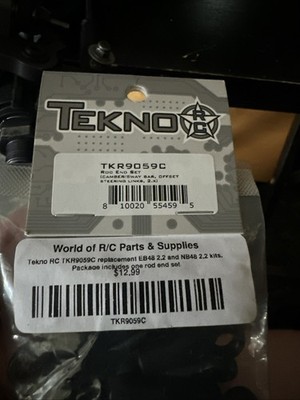 TEKNO RC
TKR9059C
Rod End Set
(camber/sway bar, offset
steering links, 2.x)
8 10020 55459 5
World of R/C Parts & Supplies
Tekno RC TKR9059C replacement EB48 2.2 and NB48 2.2 kits.
Package includes one rod end set
$12.99
TKR9059C